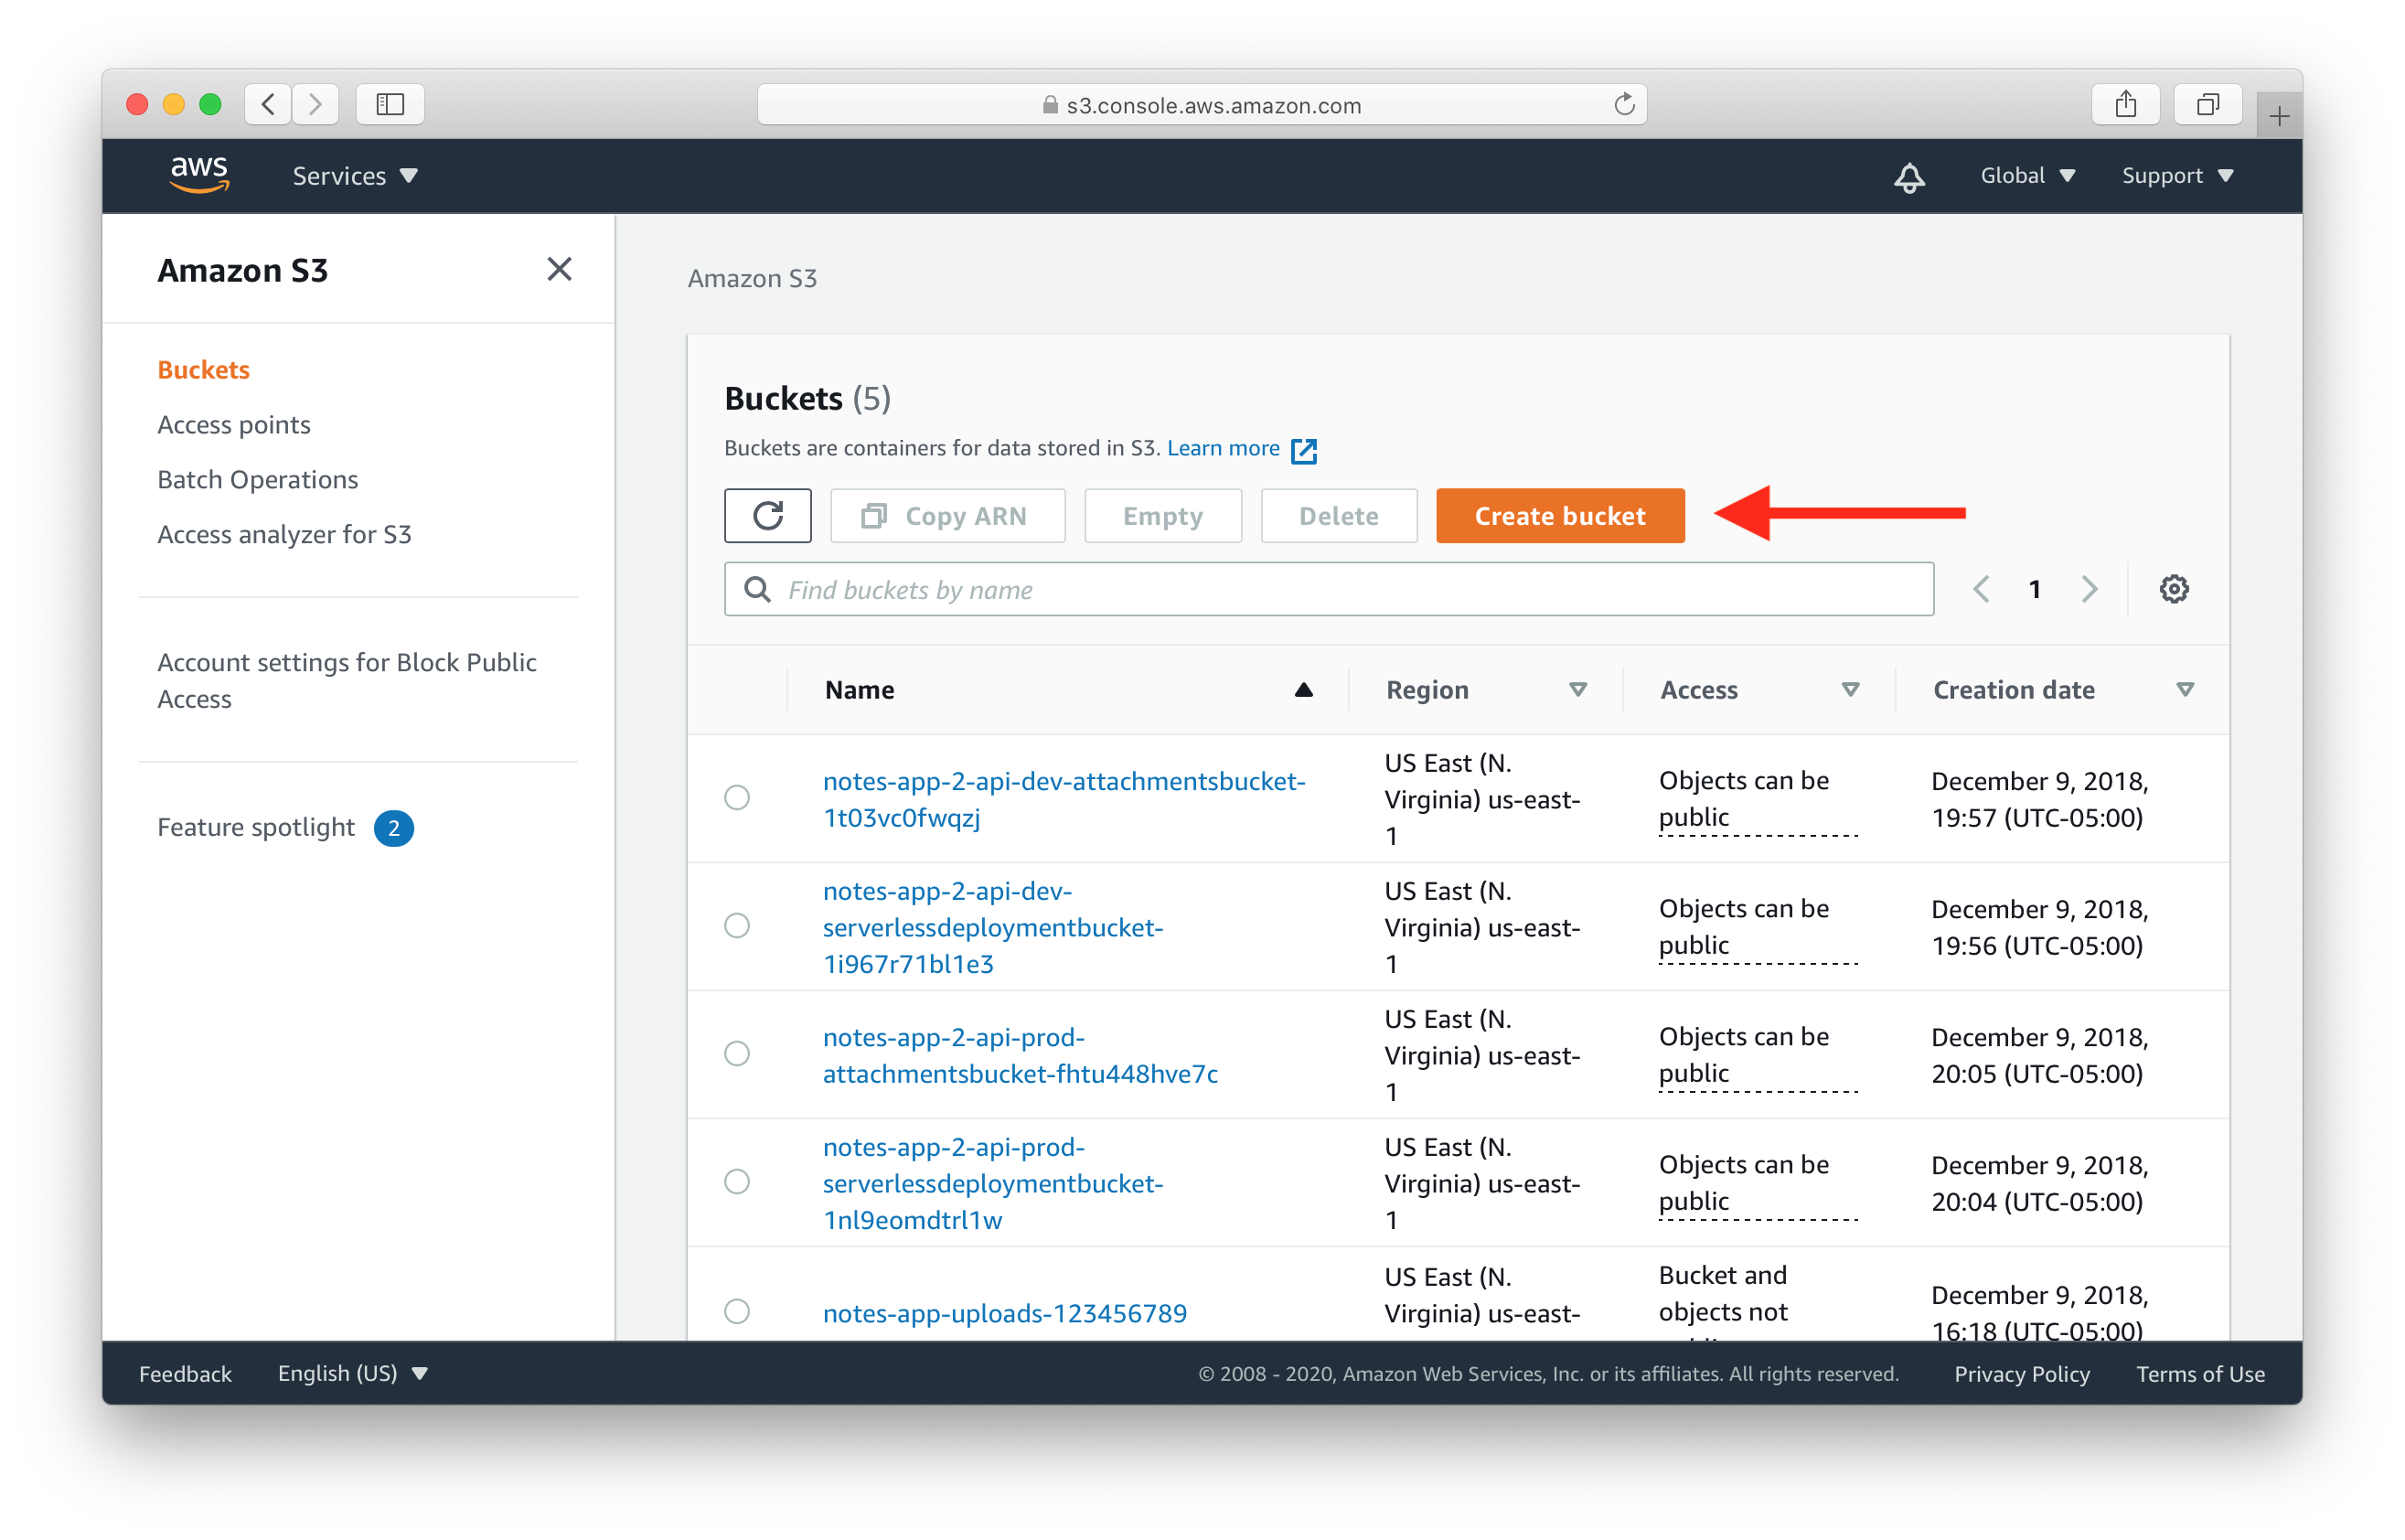 s3.console.aws.amazon.com
aws
Services
Global
Support
Amazon S3
Buckets
Access points
Batch Operations
Access analyzer for S3
Account settings for Block Public
Access
Feature spotlight 2
Amazon S3
Buckets (5)
Buckets are containers for data stored in S3. Learn more
Copy ARN
Empty
Delete
Create bucket
Find buckets by name
1
Name
Region
Access
Creation date
notes-app-2-api-dev-attachmentsbucket-
1t03vc0fwqzj
US East (N.
Virginia) us-east-
1
Objects can be
public
December 9, 2018,
19:57 (UTC-05:00)
notes-app-2-api-dev-
serverlessdeploymentbucket-
1i967r71bl1e3
US East (N.
Virginia) us-east-
1
Objects can be
public
December 9, 2018,
19:56 (UTC-05:00)
notes-app-2-api-prod-
attachmentsbucket-fhtu448hve7c
US East (N.
Virginia) us-east-
1
Objects can be
public
December 9, 2018,
20:05 (UTC-05:00)
notes-app-2-api-prod-
serverlessdeploymentbucket-
1nl9eomdtrl1w
US East (N.
Virginia) us-east-
1
Objects can be
public
December 9, 2018,
20:04 (UTC-05:00)
notes-app-uploads-123456789
US East (N.
Virginia) us-east-
Bucket and
objects not
December 9, 2018,
16:18 (UTC-05:00)
Feedback
English (US)
© 2008 - 2020, Amazon Web Services, Inc. or its affiliates. All rights reserved.
Privacy Policy
Terms of Use